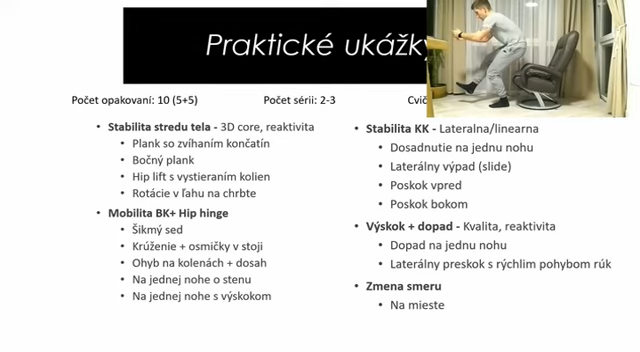 Praktické ukážky
Počet opakovaní: 10 (5+5)
Počet sérii: 2-3
Stabilita stredu tela - 3D core, reaktivita
Plank so zvíhaním končatín
Bočný plank
Hip lift s vystieraním kolien
Rotácie v ľahu na chrbte
Mobilita BK+ Hip hinge
Šikmý sed
Krúženie + osmičky v stoji
Ohyb na kolenách + dosah
Na jednej nohe o stenu
Na jednej nohe s výskokom
Stabilita KK - Lateralna/linearna
Dosadnutie na jednu nohu
Laterálny výpad (slide)
Poskok vpred
Poskok bokom
Výskok + dopad - Kvalita, reaktivita
Dopad na jednu nohu
Laterálny preskok s rýchlim pohybom rúk
Zmena smeru
Na mieste